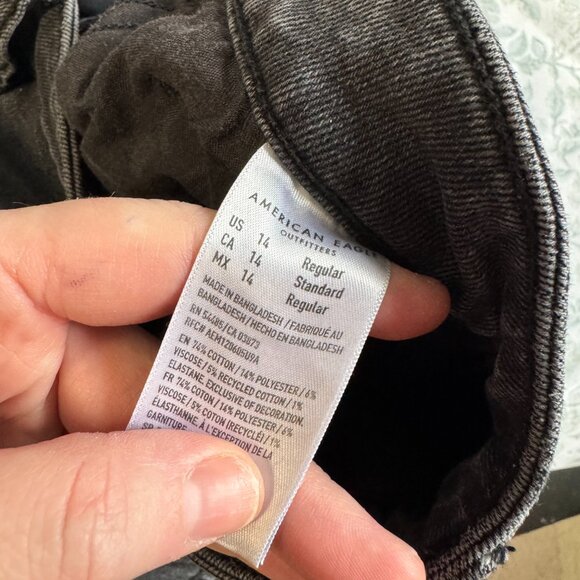 AMERICAN EAGLE
OUTFITTERS
US 14 Regular
CA 14 Standard
MX 14 Regular
MADE IN BANGLADESH / FABRIQUÉ AU
BANGLADESH / HECHO EN BANGLADESH
RN 54485/CA 03873
EN 74% COTTON / 14% POLYESTER / 6%
VISCOSE / 5% RECYCLED COTTON / 1%
ELASTANE. EXCLUSIVE OF DECORATION.
FR 74% COTON / 14% POLYESTER / 6%
VISCOSE / 5% COTON (RECYCLÉ) / 1%
ÉLASTHANNE. À L'EXCEPTION DE LA
GARNITURE